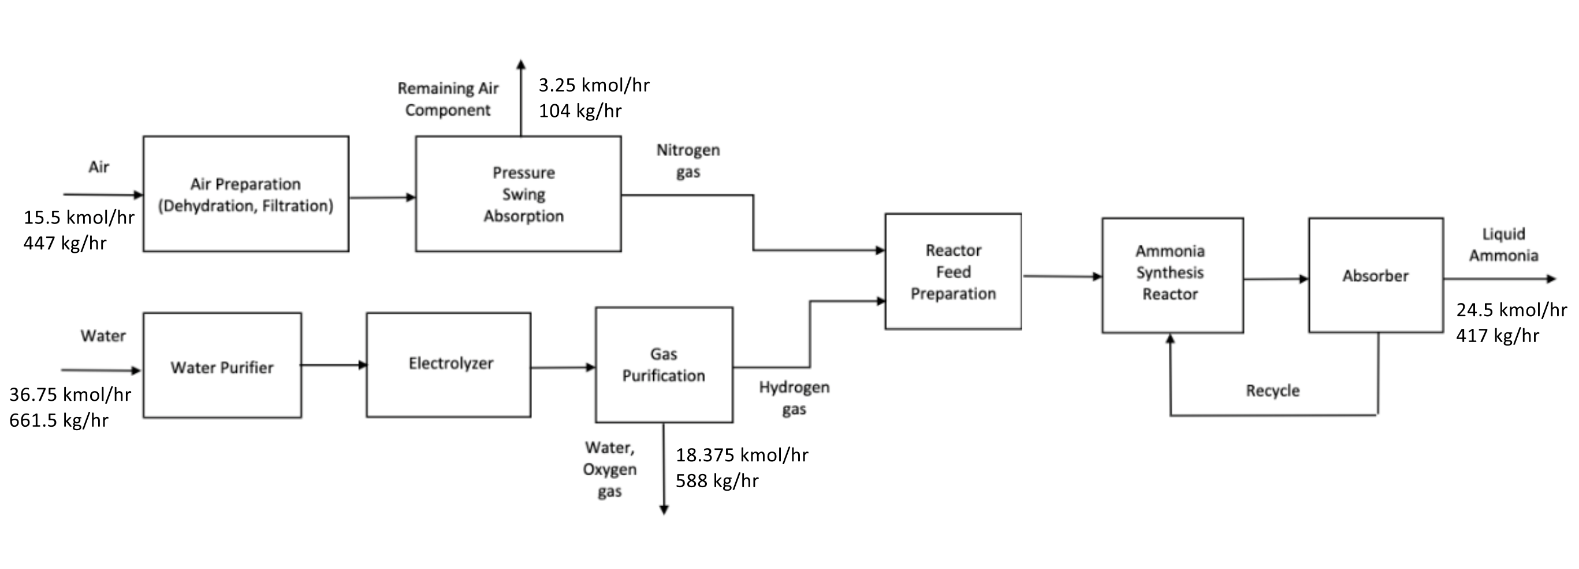 Air
15.5 kmol/hr
447 kg/hr
Air Preparation
(Dehydration, Filtration)
Remaining Air
Component
3.25 kmol/hr
104 kg/hr
Pressure
Swing
Absorption
Nitrogen
gas
Water
36.75 kmol/hr
661.5 kg/hr
Water Purifier
Electrolyzer
Gas
Purification
Water,
Oxygen
gas
18.375 kmol/hr
588 kg/hr
Hydrogen
gas
Reactor
Feed
Preparation
Ammonia
Synthesis
Reactor
Absorber
Recycle
Liquid
Ammonia
24.5 kmol/hr
417 kg/hr